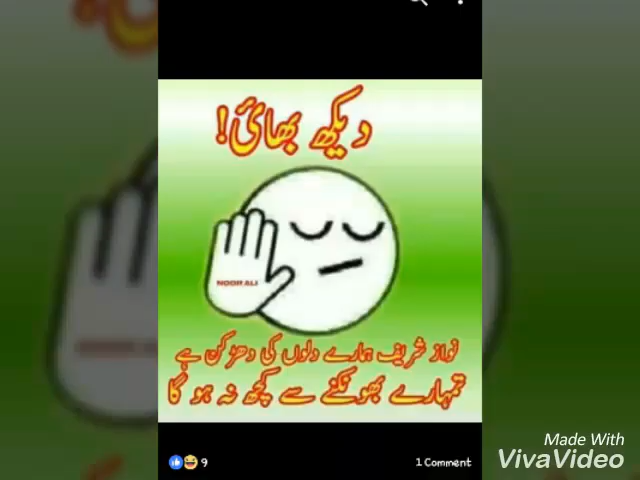 دیکھ بھائ!
NOOR ALI
نواز شریف ہمارے دلوں کی دھڑکن ہے
تمہارے بھونکنے سے کچھ نہ ہو گا
9
1 Comment
Made With
VivaVideo